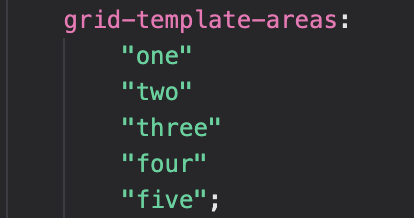 grid-template-areas:
"one"
"two"
"three"
"four"
"five";